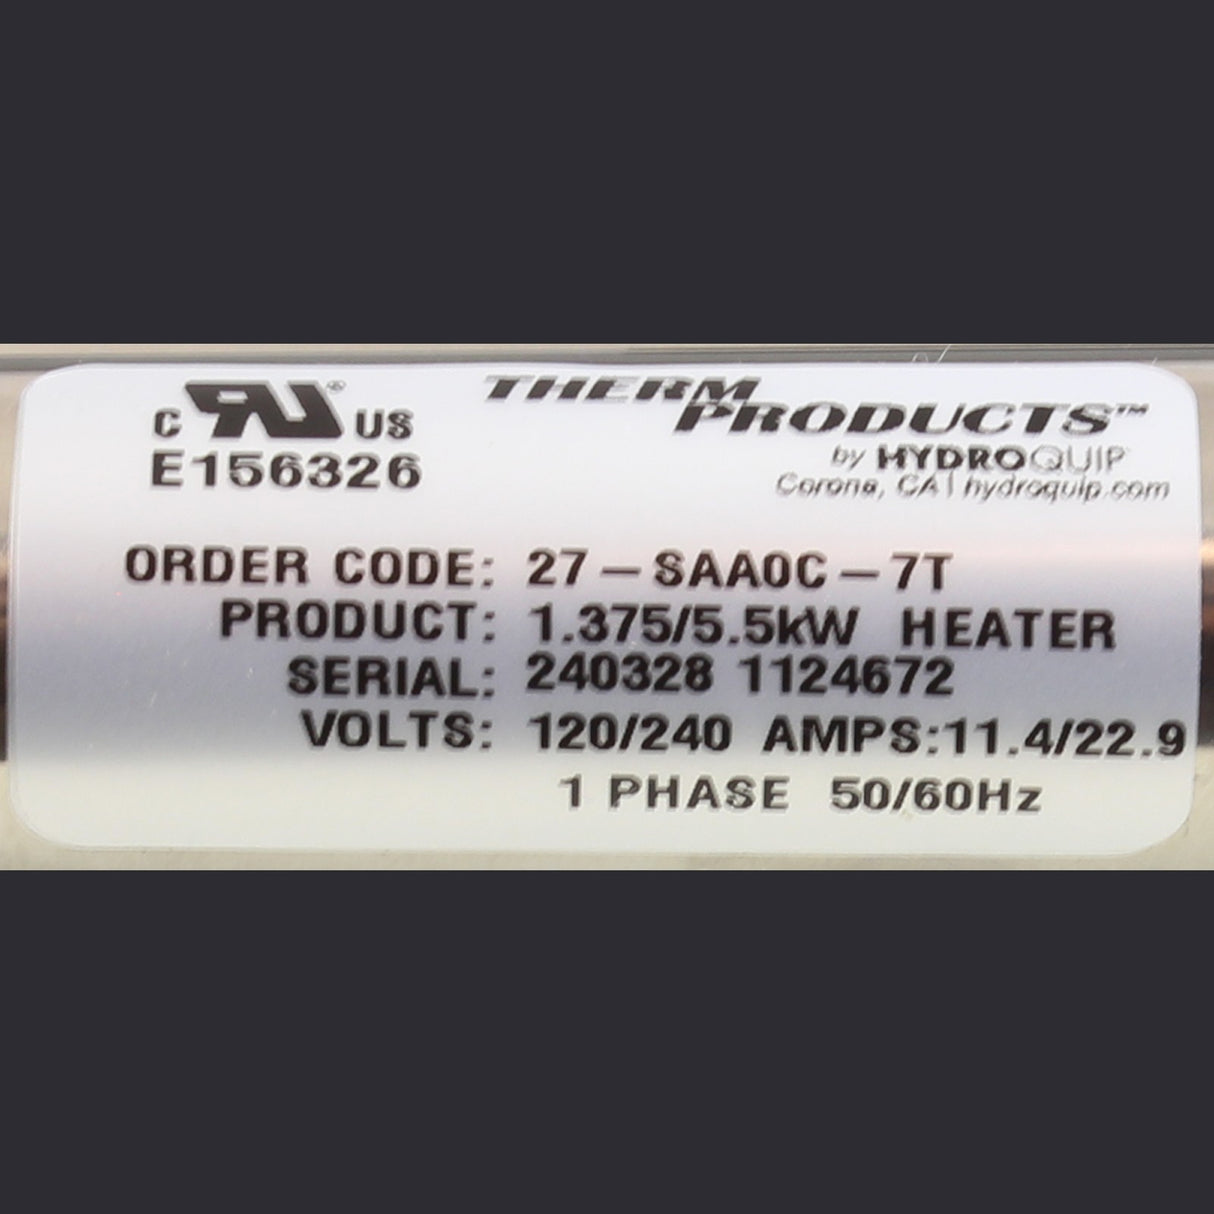 C RU® US
E156326
THERM
PRODUCTS™
by HYDROQUIP
Corona, CA | hydroquip.com
ORDER CODE: 27-SAA0C-7T
PRODUCT: 1.375/5.5kW HEATER
SERIAL: 240328 1124672
VOLTS: 120/240 AMPS:11.4/22.9
1 PHASE 50/60Hz